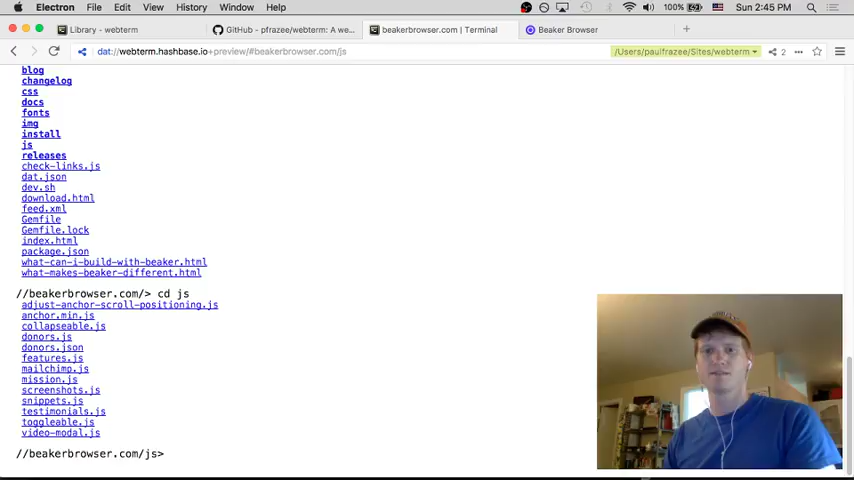 Electron File Edit View History Window Help 100% Sun 2:45 PM
Library - webterm
GitHub - pfrazee/webterm: A we...
beakerbrowser.com | Terminal
Beaker Browser
dat://webterm.hashbase.io+preview/#beakerbrowser.com/js
/Users/paulfrazee/Sites/webterm
2
blog
changelog
css
docs
fonts
img
install
js
releases
check-links.js
dat.json
dev.sh
download.html
feed.xml
Gemfile
Gemfile.lock
index.html
package.json
what-can-i-build-with-beaker.html
what-makes-beaker-different.html
//beakerbrowser.com/> cd js
adjust-anchor-scroll-positioning.js
anchor.min.js
collapseable.js
donors.js
donors.json
features.js
mailchimp.js
mission.js
screenshots.js
snippets.js
testimonials.js
toggleable.js
video-modal.js
//beakerbrowser.com/js>